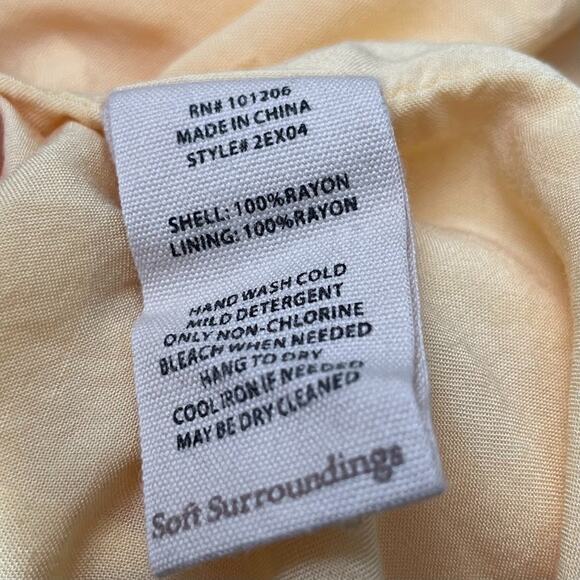 RN# 101206
MADE IN CHINA
STYLE# 2EX04
SHELL: 100%RAYON
LINING: 100%RAYON
HAND WASH COLD
MILD DETERGENT
ONLY NON-CHLORINE
BLEACH WHEN NEEDED
HANG TO DRY
COOL IRON IF NEEDED
MAY BE DRY CLEANED
Soft Surroundings